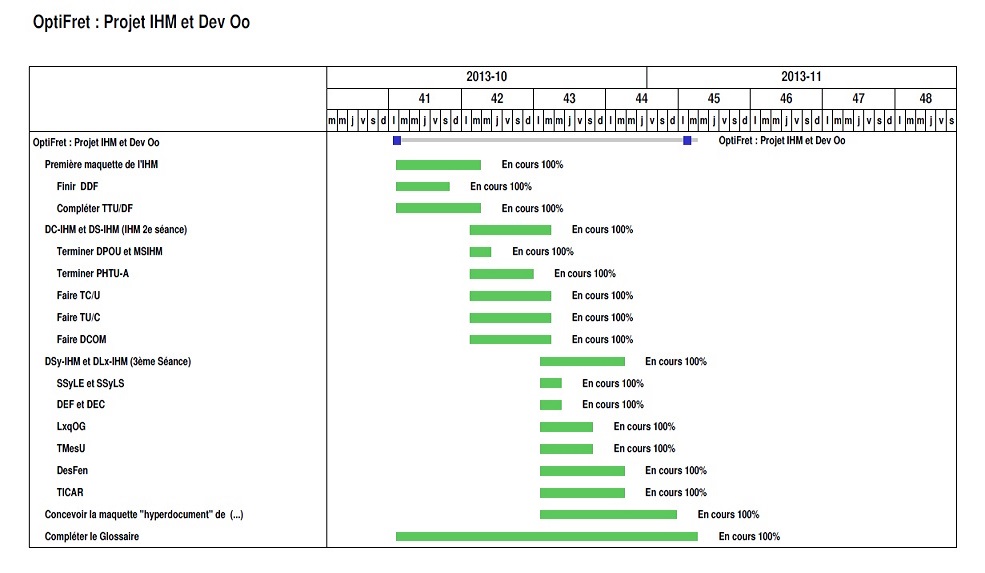 OptiFret : Projet IHM et Dev Oo
2013-10 2013-11
41 42 43 44 45 46 47 48
m m j v s d l m m j v s d l m m j v s d l m m j v s d l m m j v s d l m m j v s d l m m j v s d l m m j v s d l m m j v s
OptiFret : Projet IHM et Dev Oo OptiFret : Projet IHM et Dev Oo
Première maquette de l'IHM En cours 100%
Finir DDF En cours 100%
Compléter TTU/DF En cours 100%
DC-IHM et DS-IHM (IHM 2e séance) En cours 100%
Terminer DPOU et MSIHM En cours 100%
Terminer PHTU-A En cours 100%
Faire TC/U En cours 100%
Faire TU/C En cours 100%
Faire DCOM En cours 100%
DSy-IHM et DLx-IHM (3ème Séance) En cours 100%
SSyLE et SSyLS En cours 100%
DEF et DEC En cours 100%
LxqOG En cours 100%
TMesU En cours 100%
DesFen En cours 100%
TICAR En cours 100%
Concevoir la maquette "hyperdocument" de (...) En cours 100%
Compléter le Glossaire En cours 100%